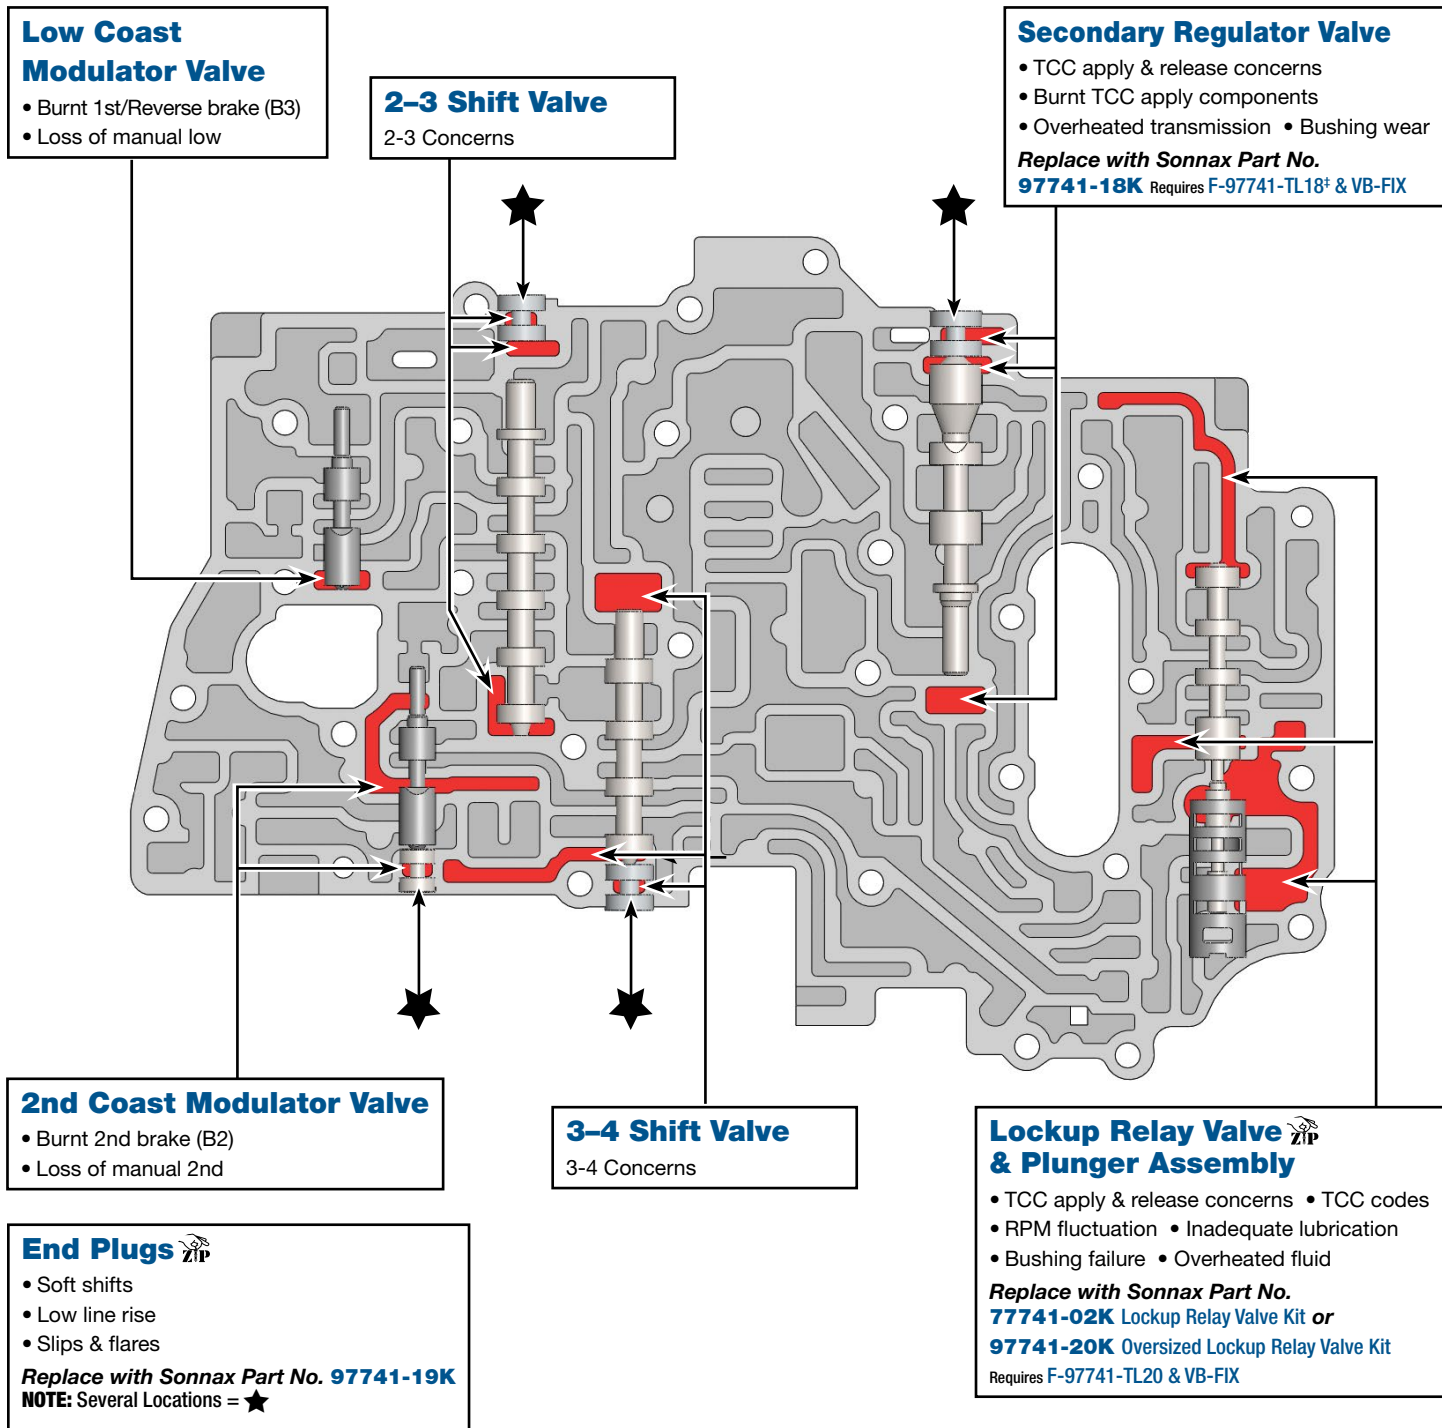 Low Coast
Modulator Valve
• Burnt 1st/Reverse brake (B3)
• Loss of manual low
2–3 Shift Valve
2-3 Concerns
Secondary Regulator Valve
• TCC apply & release concerns
• Burnt TCC apply components
• Overheated transmission • Bushing wear
Replace with Sonnax Part No.
97741-18K Requires F-97741-TL18‡ & VB-FIX
2nd Coast Modulator Valve
• Burnt 2nd brake (B2)
• Loss of manual 2nd
3–4 Shift Valve
3-4 Concerns
Lockup Relay Valve ZIP
& Plunger Assembly
• TCC apply & release concerns • TCC codes
• RPM fluctuation • Inadequate lubrication
• Bushing failure • Overheated fluid
Replace with Sonnax Part No.
77741-02K Lockup Relay Valve Kit or
97741-20K Oversized Lockup Relay Valve Kit
Requires F-97741-TL20 & VB-FIX
End Plugs ZIP
• Soft shifts
• Low line rise
• Slips & flares
Replace with Sonnax Part No. 97741-19K
NOTE: Several Locations = ★